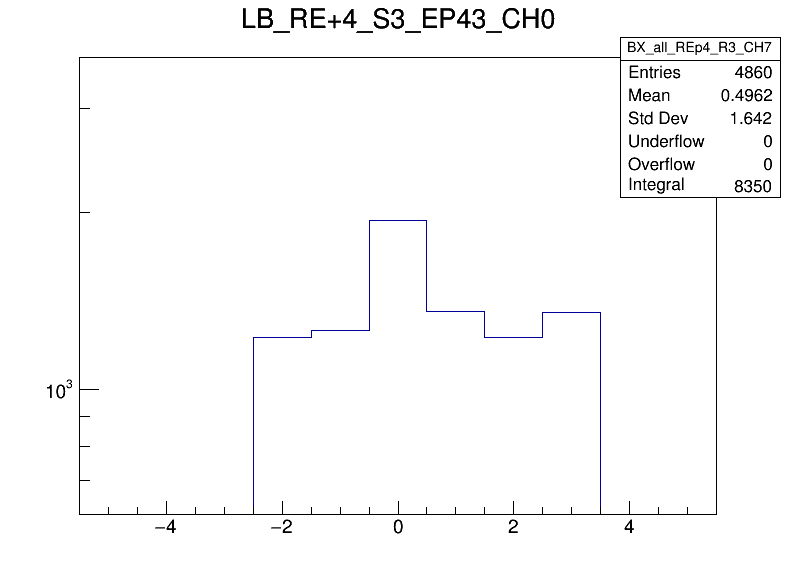 LB_RE+4_S3_EP43_CH0
BX_all_REp4_R3_CH7
Entries 4860
Mean 0.4962
Std Dev 1.642
Underflow 0
Overflow 0
Integral 8350
10³
−4 −2 0 2 4